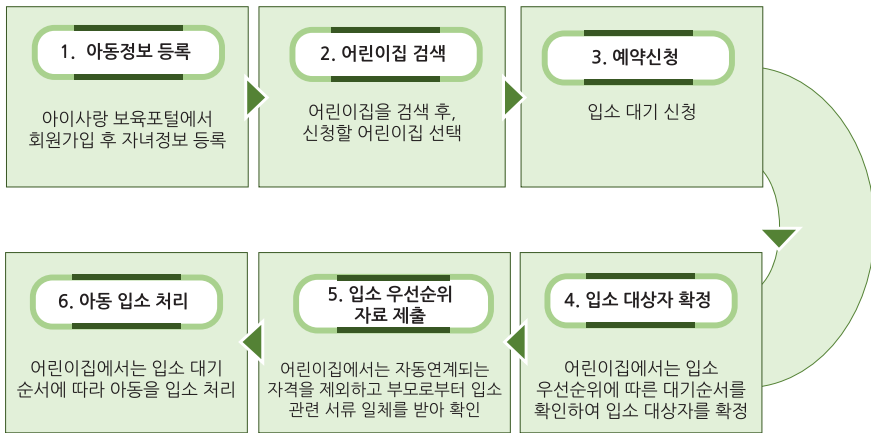 1. 아동정보 등록
아이사랑 보육포털에서
회원가입 후 자녀정보 등록
2. 어린이집 검색
어린이집을 검색 후,
신청할 어린이집 선택
3. 예약신청
입소 대기 신청
4. 입소 대상자 확정
어린이집에서는 입소
우선순위에 따른 대기순서를
확인하여 입소 대상자를 확정
5. 입소 우선순위
자료 제출
어린이집에서는 자동연계되는
자격을 제외하고 부모로부터 입소
관련 서류 일체를 받아 확인
6. 아동 입소 처리
어린이집에서는 입소 대기
순서에 따라 아동을 입소 처리